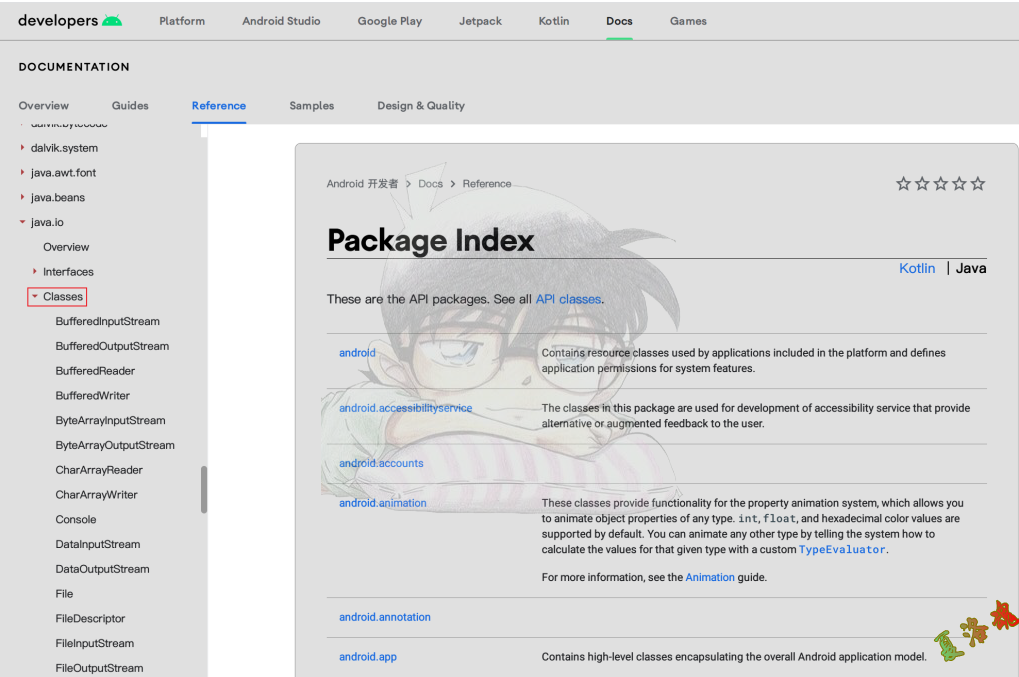 developers
Platform
Android Studio
Google Play
Jetpack
Kotlin
Docs
Games
DOCUMENTATION
Overview
Guides
Reference
Samples
Design & Quality
dalvik.bytecode
dalvik.system
java.awt.font
java.beans
java.io
Overview
Interfaces
Classes
BufferedInputStream
BufferedOutputStream
BufferedReader
BufferedWriter
ByteArrayInputStream
ByteArrayOutputStream
CharArrayReader
CharArrayWriter
Console
DataInputStream
DataOutputStream
File
FileDescriptor
FileInputStream
FileOutputStream
Android 开发者 > Docs > Reference
Package Index
Kotlin | Java
These are the API packages. See all API classes.
android
Contains resource classes used by applications included in the platform and defines
application permissions for system features.
android.accessibilityservice
The classes in this package are used for development of accessibility service that provide
alternative or augmented feedback to the user.
android.accounts
android.animation
These classes provide functionality for the property animation system, which allows you
to animate object properties of any type. int, float, and hexadecimal color values are
supported by default. You can animate any other type by telling the system how to
calculate the values for that given type with a custom TypeEvaluator.
For more information, see the Animation guide.
android.annotation
android.app
Contains high-level classes encapsulating the overall Android application model.